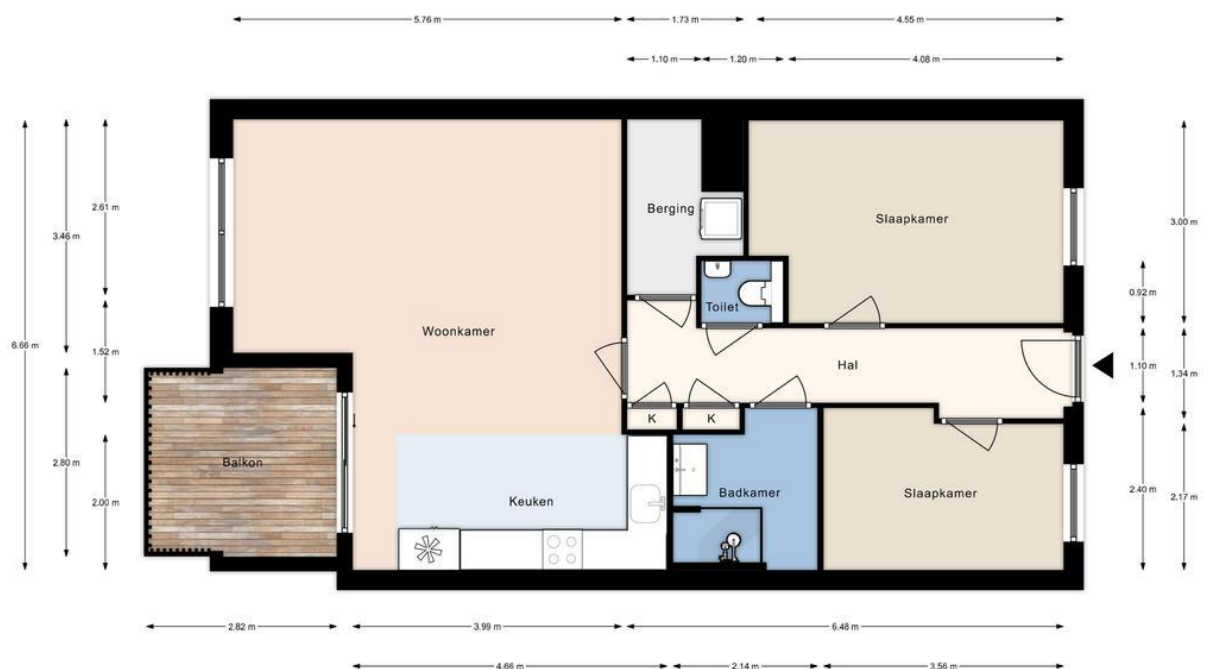 5.76 m
1.73 m
4.55 m
1.10 m
1.20 m
4.08 m
2.61 m
3.46 m
6.66 m
1.52 m
2.80 m
2.00 m
Berging
Slaapkamer
Toilet
Woonkamer
Hal
K
K
Balkon
Keuken
Badkamer
Slaapkamer
3.00 m
0.92 m
1.10 m
1.34 m
2.40 m
2.17 m
2.82 m
3.99 m
6.48 m
4.66 m
2.14 m
3.56 m